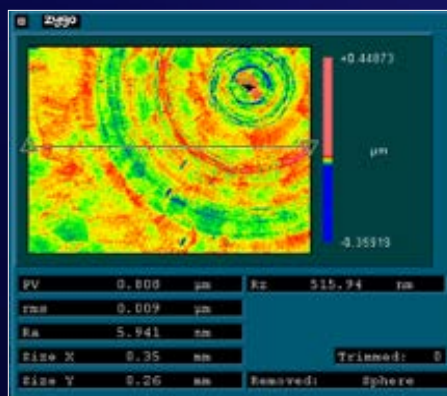 zygo
+0.44873
µm
-0.35919
PV 0.808 µm
Rz 515.94 nm
rms 0.009 µm
Ra 5.941 nm
Size X 0.35 mm
Trimmed: 0
Size Y 0.26 mm
Removed: Sphere